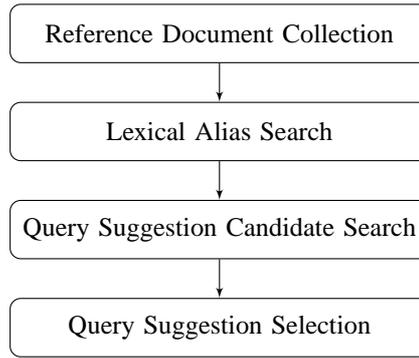 Reference Document Collection
Lexical Alias Search
Query Suggestion Candidate Search
Query Suggestion Selection